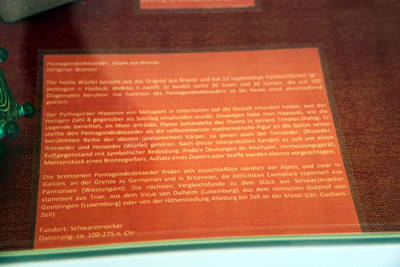 Pentagondodekaeder, Kopie aus Bronze
(Original: Bronze)
Der hohle Würfel besteht wie das Original aus Bronze und hat 12 regelmäßige Fünfeckflächen (gr.
pentagon = Fünfeck, dodeka = zwölf). Er besitzt somit 20 Ecken und 30 Kanten, die auf 100
Diagonalen beruhen. Die Funktion des Pentagondodekaeders ist bis heute nicht abschließend
geklärt.
Der Pythagoräer Hippasos von Metapont in Unteritalien soll die Gestalt erfunden haben, was der
heiligen Zahl 4 gegenüber als Sakrileg empfunden wurde. Deswegen habe man Hippasos, wie die
Legende berichtet, im Meer ertränkt. Platon behandelte das Thema in seinem Timaios-Dialog. Er
stellte den Pentagondodekaeder als die vollkommenste mathematische Figur an die Spitze seiner
berühmten Reihe der idealen (platonischen) Körper, zu denen auch der Tetraeder, Oktaeder,
Ikosaeder und Hexaeder (Würfel) gehören. Nach dieser Interpretation handelt es sich um einen
Kultgegenstand mit symbolischer Bedeutung. Andere Deutungen als Wurfspiel, Vermessungsgerät,
Meisterstück eines Bronzegießers, Aufsatz eines Zepters oder Waffe wurden ebenso vorgeschlagen.
Die bronzenen Pentagondodekaeder finden sich ausschließlich nördlich der Alpen, und zwar in
Gallien, an der Grenze zu Germanien und in Britannien, die östlichsten Exemplare stammen aus
Pannonien (Westungarn). Die nächsten Vergleichsfunde zu dem Stück aus Schwarzenacker
stammen aus Trier, aus dem Vicus von Dalheim (Luxemburg), aus dem römischen Gutshof von
Goeblingen (Luxemburg) oder von der Höhensiedlung Alteburg bei Zell an der Mosel (Lkr. Cochem-
Zell).
Fundort: Schwarzenacker
Datierung: ca. 100-275 n. Chr.